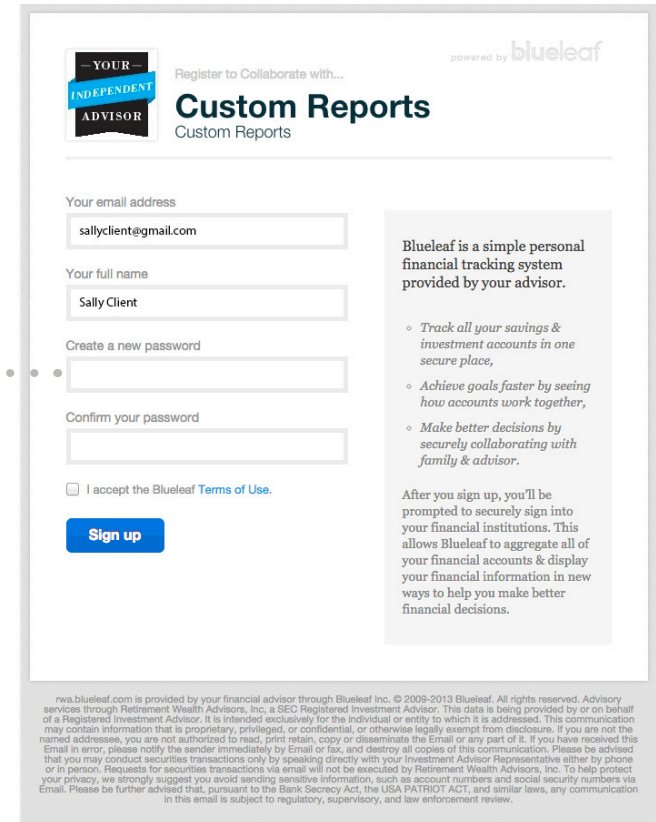 — YOUR —
INDEPENDENT
ADVISOR
powered by blueleaf
Register to Collaborate with...
Custom Reports
Custom Reports
Your email address
sallyclient@gmail.com
Your full name
Sally Client
Create a new password
Confirm your password
I accept the Blueleaf Terms of Use.
Sign up
Blueleaf is a simple personal
financial tracking system
provided by your advisor.
Track all your savings &
investment accounts in one
secure place,
Achieve goals faster by seeing
how accounts work together,
Make better decisions by
securely collaborating with
family & advisor.
After you sign up, you'll be
prompted to securely sign into
your financial institutions. This
allows Blueleaf to aggregate all of
your financial accounts & display
your financial information in new
ways to help you make better
financial decisions.
rwa.blueleaf.com is provided by your financial advisor through Blueleaf Inc. © 2009-2013 Blueleaf. All rights reserved. Advisory
services through Retirement Wealth Advisors, Inc, a SEC Registered Investment Advisor. This data is being provided by or on behalf
of a Registered Investment Advisor. It is intended exclusively for the individual or entity to which it is addressed. This communication
may contain information that is proprietary, privileged, or confidential, or otherwise legally exempt from disclosure. If you are not the
named addressee, you are not authorized to read, print retain, copy or disseminate the Email or any part of it. If you have received this
Email in error, please notify the sender immediately by Email or fax, and destroy all copies of this communication. Please be advised
that you may conduct securities transactions only by speaking directly with your Investment Advisor Representative either by phone
or in person. Requests for securities transactions via email will not be executed by Retirement Wealth Advisors, Inc. To help protect
your privacy, we strongly suggest you avoid sending sensitive information, such as account numbers and social security numbers via
Email. Please be further advised that, pursuant to the Bank Secrecy Act, the USA PATRIOT ACT, and similar laws, any communication
in this email is subject to regulatory, supervisory, and law enforcement review.